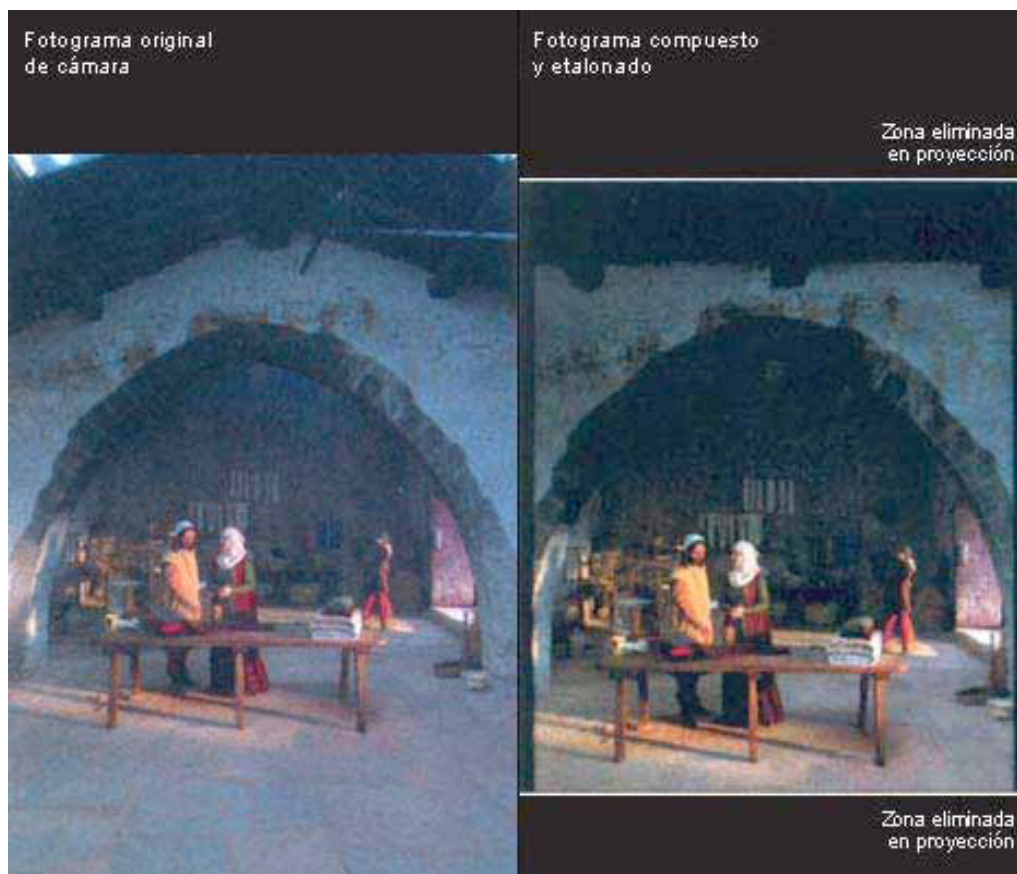 Fotograma original
de cámara
Fotograma compuesto
y etalonado
Zona eliminada
en proyección
Zona eliminada
en proyección